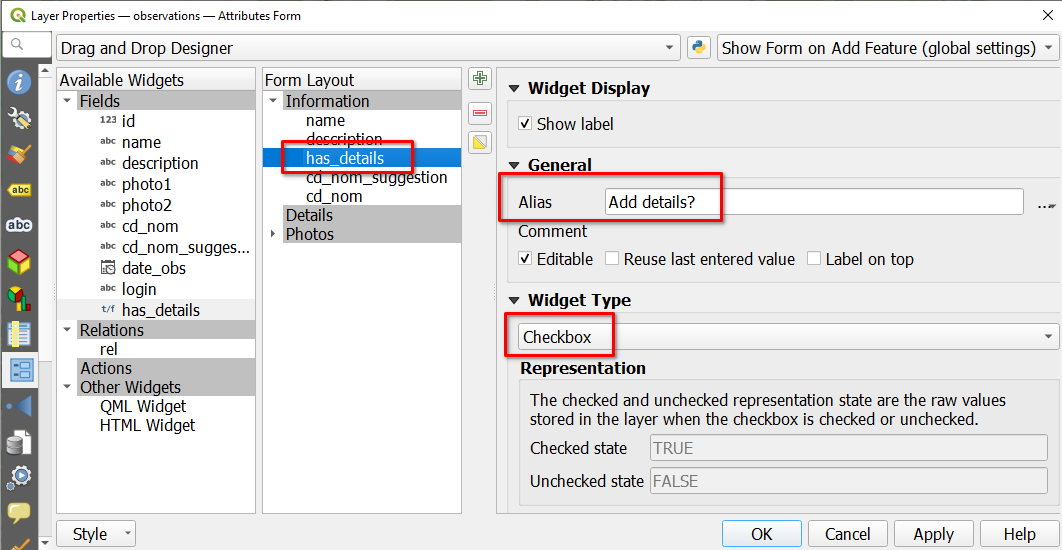 Layer Properties — observations — Attributes Form
Drag and Drop Designer
Show Form on Add Feature (global settings)
Available Widgets
Fields
123 id
abc name
abc description
abc photo1
abc photo2
abc cd_nom
abc cd_nom_sugges...
date_obs
abc login
t/f has_details
Relations
rel
Actions
Other Widgets
QML Widget
HTML Widget
Form Layout
Information
name
description
has_details
cd_nom_suggestion
cd_nom
Details
Photos
Widget Display
Show label
General
Alias Add details? ...
Comment
Editable Reuse last entered value Label on top
Widget Type
Checkbox
Representation
The checked and unchecked representation state are the raw values
stored in the layer when the checkbox is checked or unchecked.
Checked state TRUE
Unchecked state FALSE
abc
abc
Style
OK Cancel Apply Help